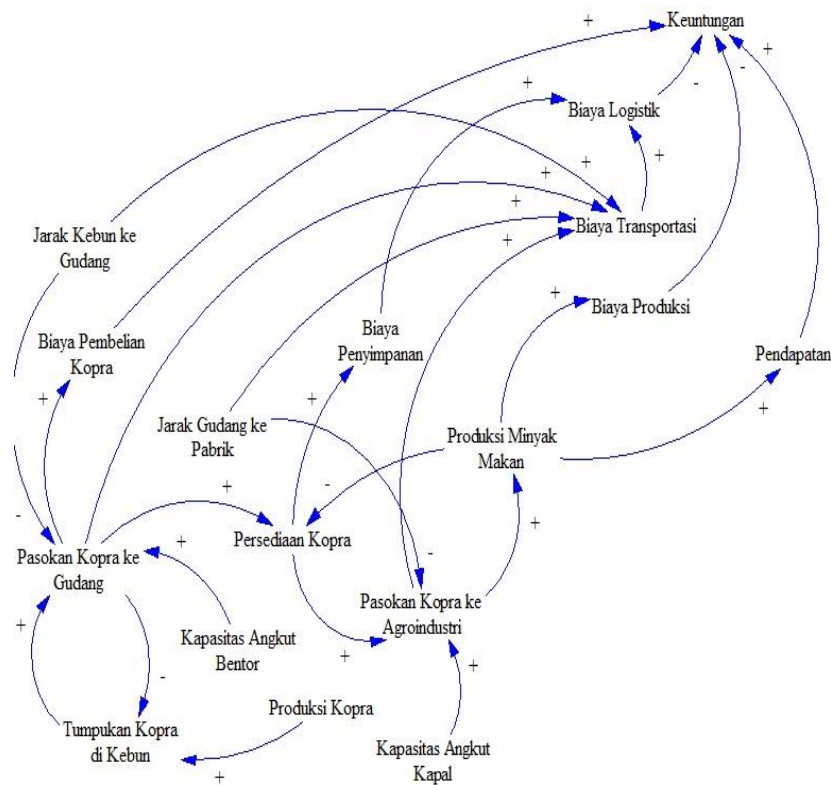 Keuntungan
Biaya Logistik
Biaya Transportasi
Jarak Kebun ke
Gudang
Biaya Produksi
Biaya
Penyimpanan
Biaya Pembelian
Kopra
Pendapatan
Jarak Gudang ke
Pabrik
Produksi Minyak
Makan
Persediaan Kopra
Pasokan Kopra ke
Gudang
Pasokan Kopra ke
Agroindustri
Kapasitas Angkut
Bentor
Produksi Kopra
Tumpukan Kopra
di Kebun
Kapasitas Angkut
Kapal
+
+
-
-
+
+
+
+
+
+
+
+
+
+
+
-
-
+
+
-
+
+
+
-
+
+